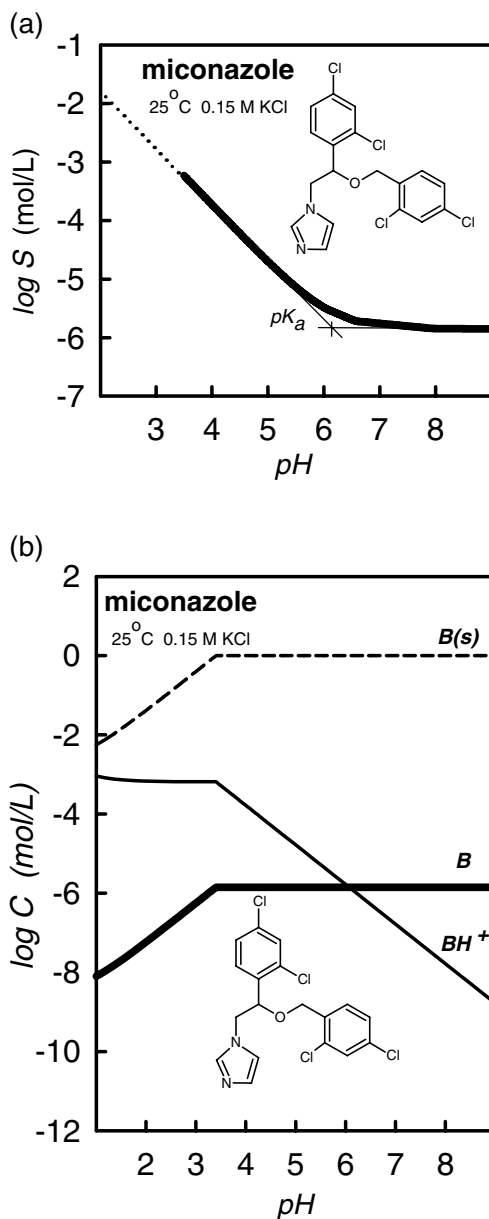 (a)
-1
miconazole
25°C 0.15 M KCl
Cl
-2
Cl
-3
O
log S (mol/L)
N
Cl
Cl
-4
N
-5
pKa
-6
-7
3 4 5 6 7 8
pH
(b)
2
miconazole
25°C 0.15 M KCl
B(s)
0
-2
log C (mol/L)
-4
B
-6
Cl
BH+
-8
Cl
O
N
Cl
Cl
N
-10
-12
2 3 4 5 6 7 8
pH